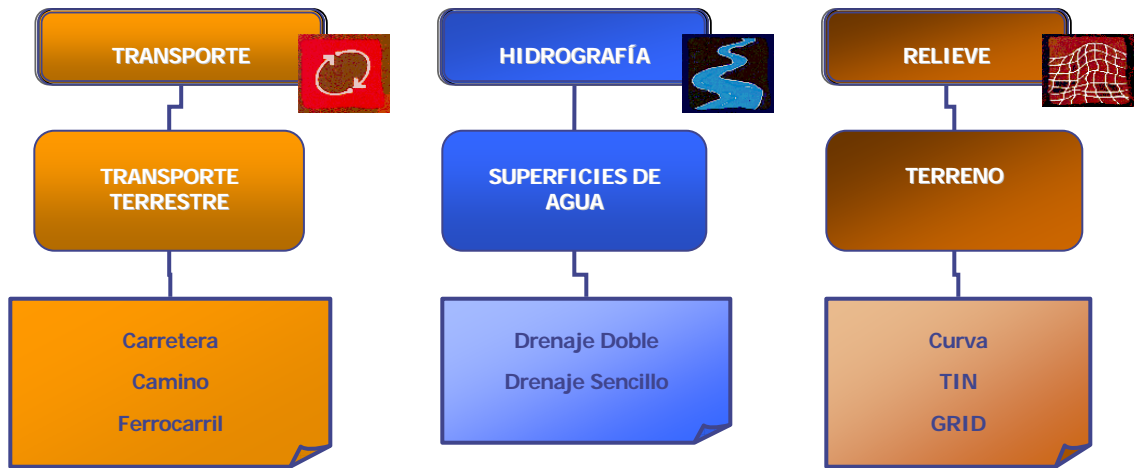 TRANSPORTE
HIDROGRAFÍA
RELIEVE
TRANSPORTE
TERRESTRE
SUPERFICIES DE
AGUA
TERRENO
Carretera
Camino
Ferrocarril
Drenaje Doble
Drenaje Sencillo
Curva
TIN
GRID